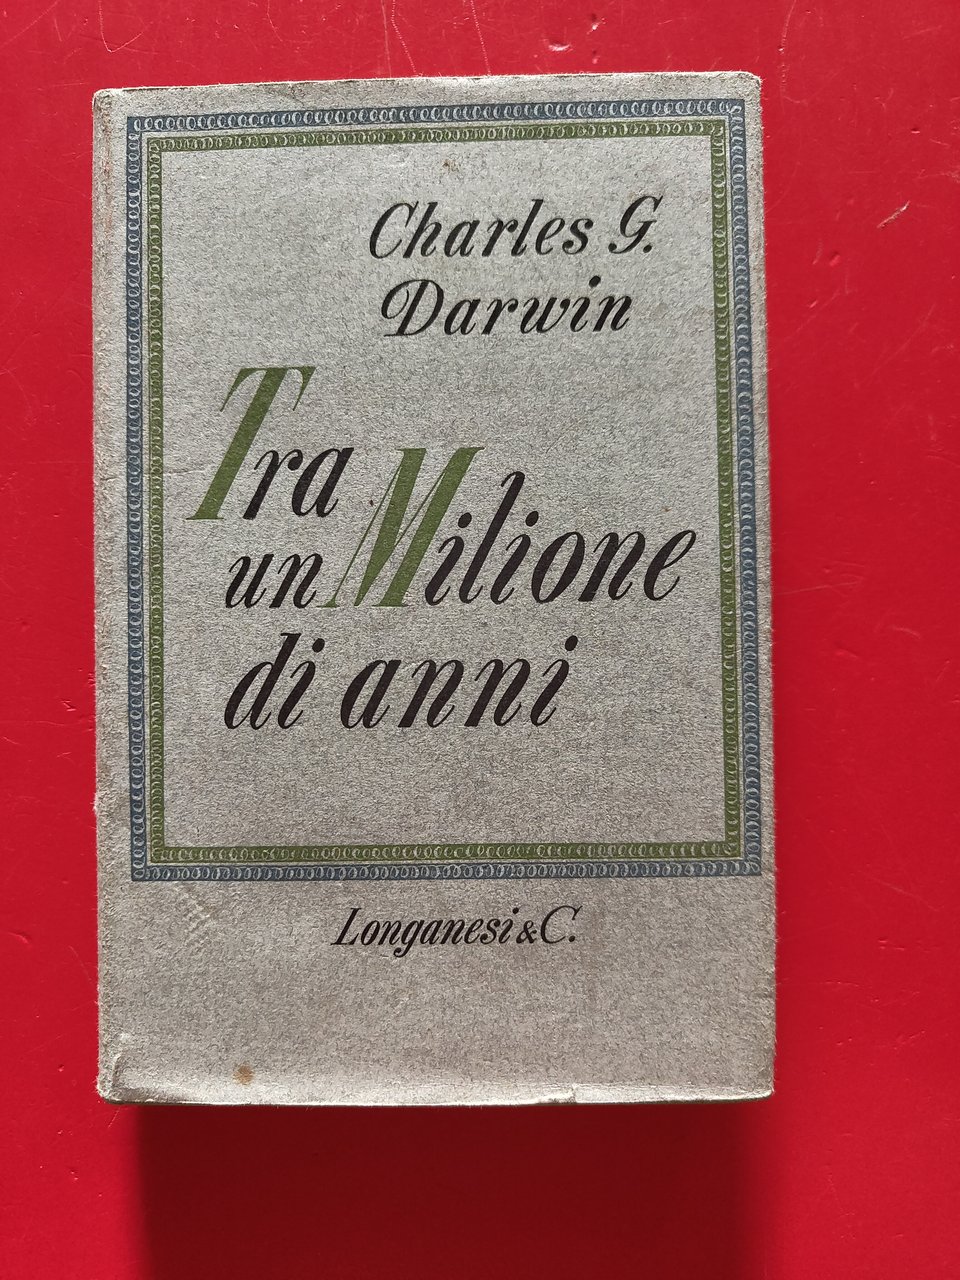 Charles G.
Darwin
Tra
un Milione
di anni
Longanesi & C.